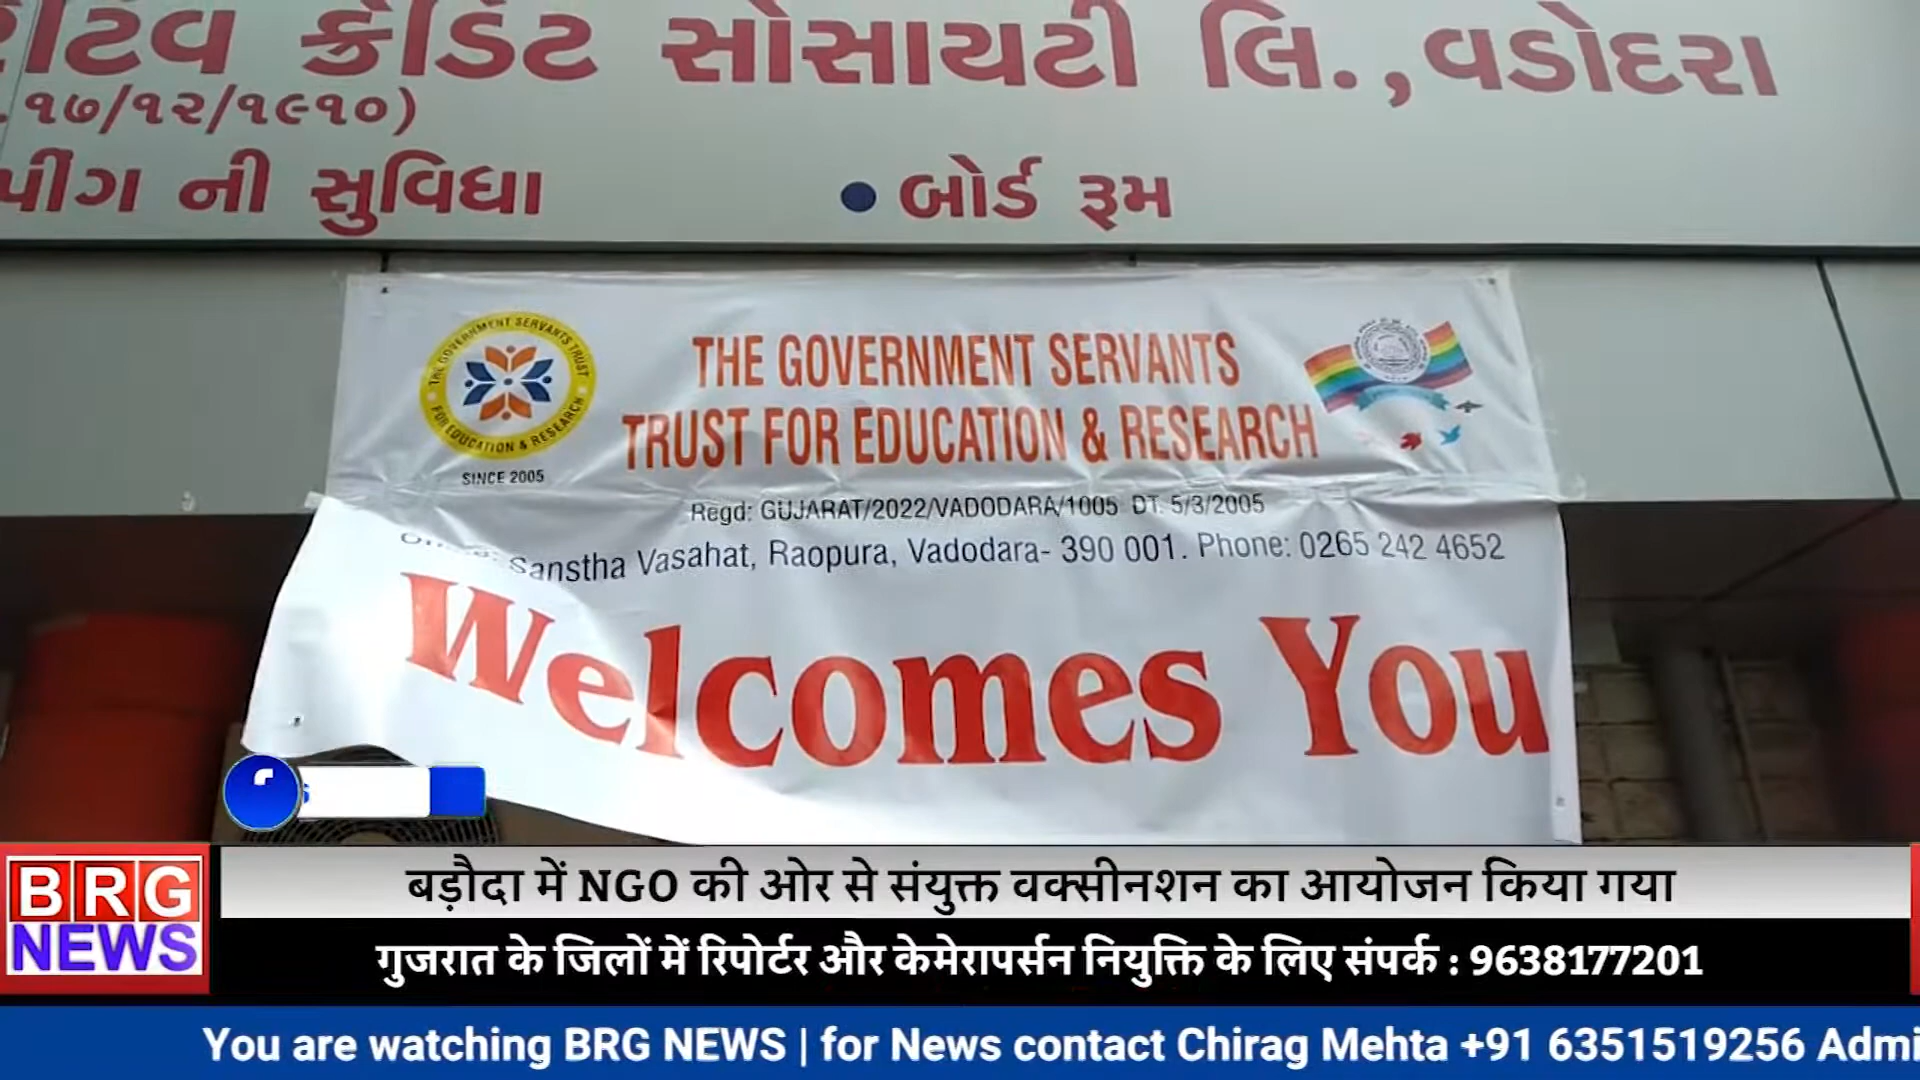 ક્રેડિટ સોસાયટી લિ.,વડોદરા
૧૭/૧૨/૧૯૧૦)
ની સુવિધા • બોર્ડ રૂમ
THE GOVERNMENT SERVANTS TRUST
FOR EDUCATION & RESEARCH
SINCE 2005
THE GOVERNMENT SERVANTS
TRUST FOR EDUCATION & RESEARCH
Regd: GUJARAT/2022/VADODARA/1005 DT. 5/3/2005
Sanstha Vasahat, Raopura, Vadodara- 390 001. Phone: 0265 242 4652
Welcomes You
BRG
NEWS
बड़ौदा में NGO की ओर से संयुक्त वक्सीनशन का आयोजन किया गया
गुजरात के जिलों में रिपोर्टर और केमेरापर्सन नियुक्ति के लिए संपर्क : 9638177201
You are watching BRG NEWS | for News contact Chirag Mehta +91 6351519256 Admi